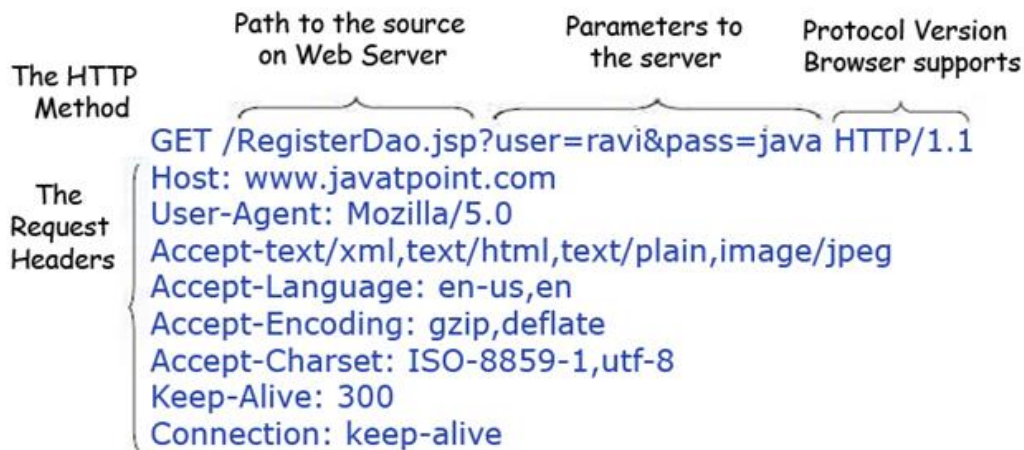 Path to the source
on Web Server
Parameters to
the server
Protocol Version
Browser supports
The HTTP
Method
GET /RegisterDao.jsp?user=ravi&pass=java HTTP/1.1
The
Request
Headers
Host: www.javatpoint.com
User-Agent: Mozilla/5.0
Accept-text/xml,text/html,text/plain,image/jpeg
Accept-Language: en-us,en
Accept-Encoding: gzip,deflate
Accept-Charset: ISO-8859-1,utf-8
Keep-Alive: 300
Connection: keep-alive